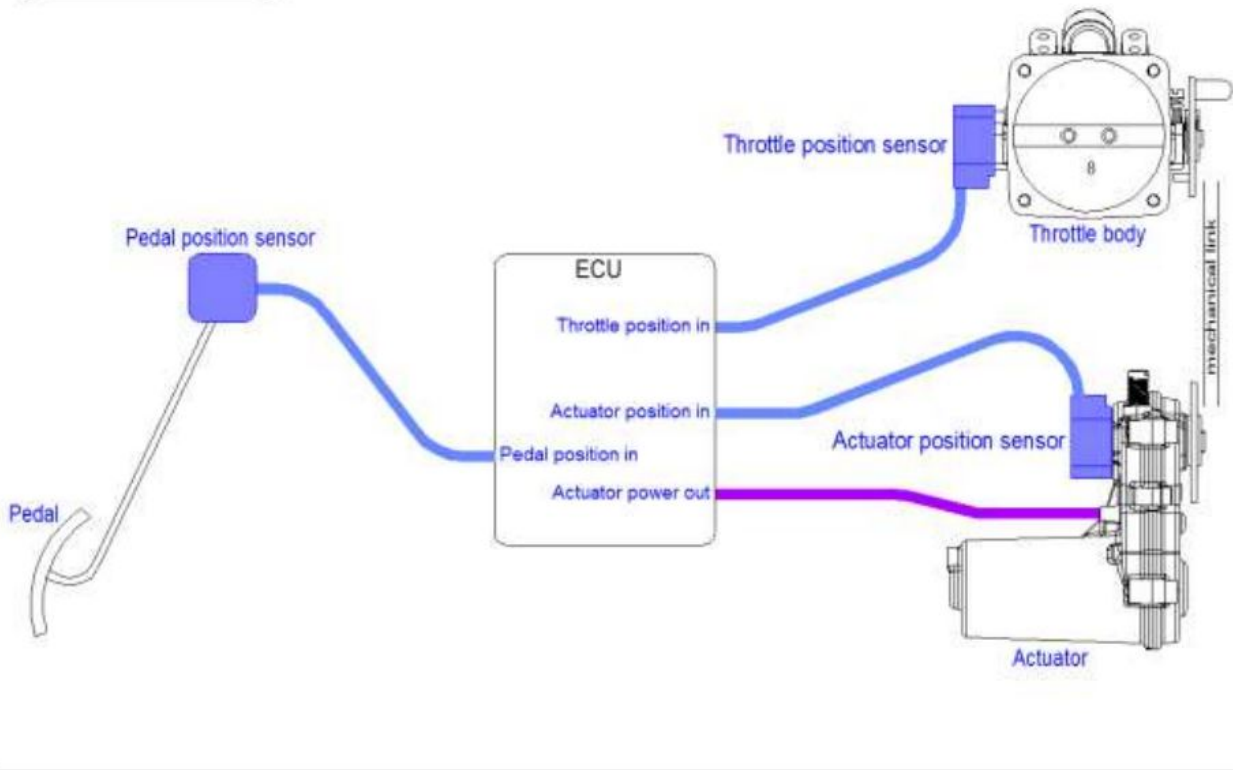 Throttle position sensor
8
Throttle body
Pedal position sensor
ECU
mechanical link
Throttle position in
Actuator position in
Actuator position sensor
Pedal position in
Actuator power out
Pedal
Actuator